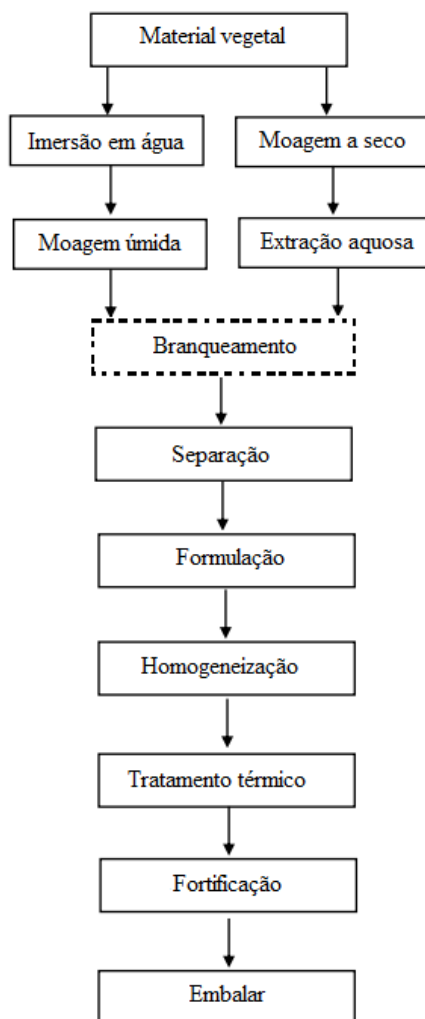 Material vegetal
Imersão em água
Moagem a seco
Moagem úmida
Extração aquosa
Branqueamento
Separação
Formulação
Homogeneização
Tratamento térmico
Fortificação
Embalar